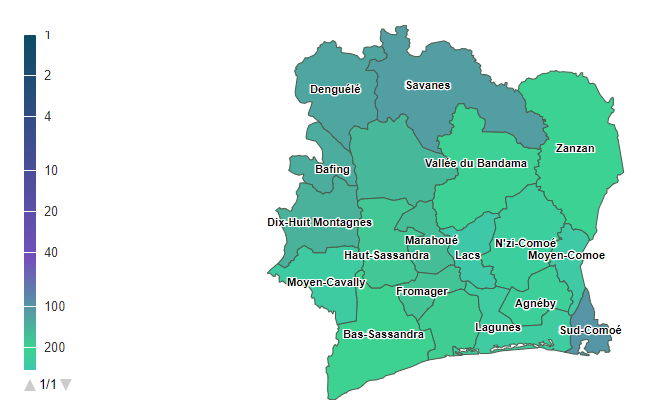 1
2
4
10
20
40
100
200
1/1
Denguélé
Savanes
Zanzan
Vallée du Bandama
Bafing
Dix-Huit Montagnes
Marahoué
N'zi-Comoé
Haut-Sassandra
Lacs
Moyen-Comoe
Moyen-Cavally
Fromager
Agnéby
Lagunes
Sud-Comoé
Bas-Sassandra